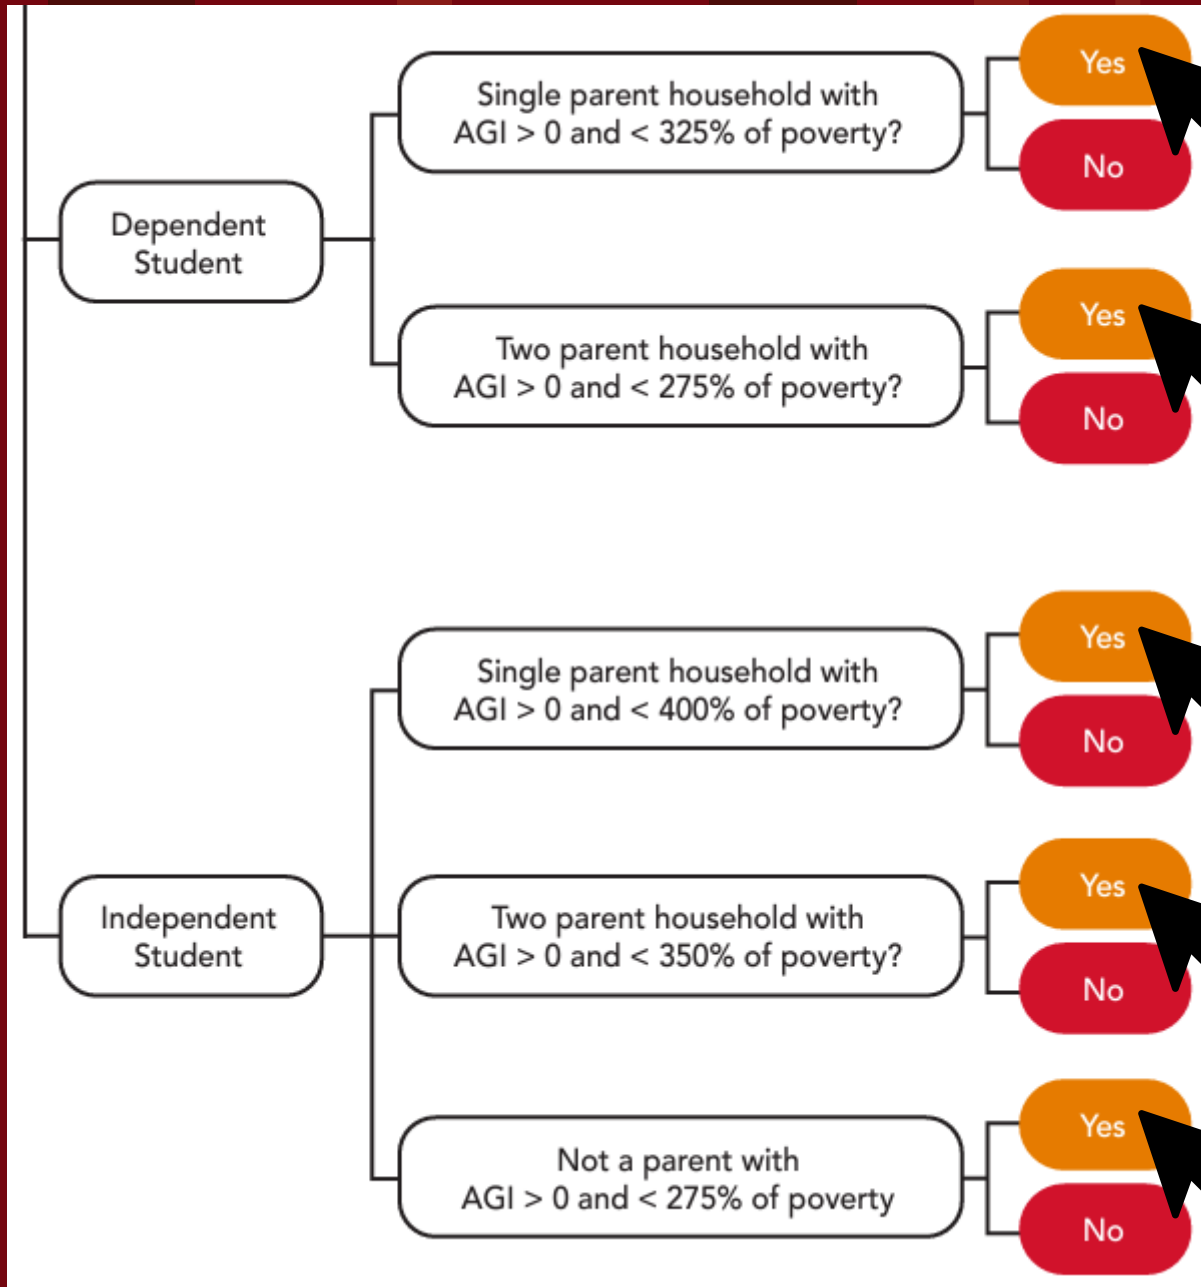 Dependent
Student
Single parent household with
AGI > 0 and < 325% of poverty?
Yes
No
Two parent household with
AGI > 0 and < 275% of poverty?
Yes
No
Independent
Student
Single parent household with
AGI > 0 and < 400% of poverty?
Yes
No
Two parent household with
AGI > 0 and < 350% of poverty?
Yes
No
Not a parent with
AGI > 0 and < 275% of poverty
Yes
No